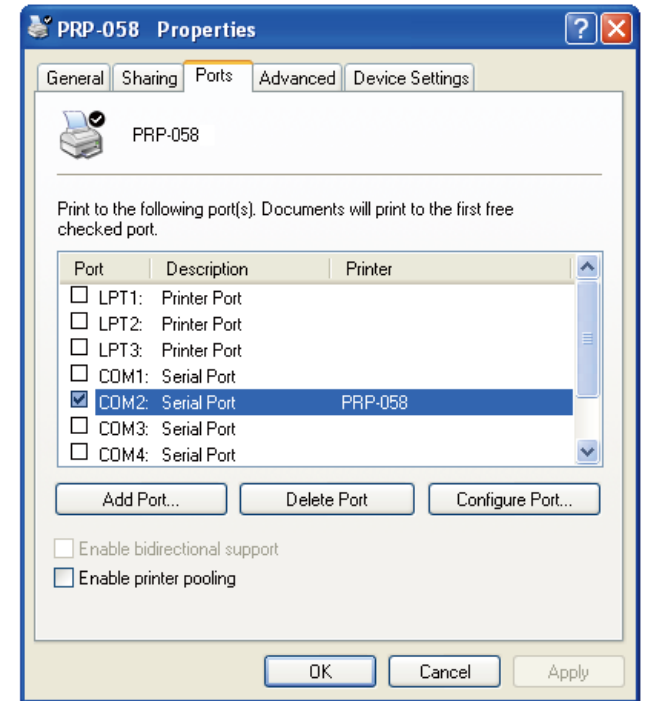 PRP-058 Properties
General Sharing Ports Advanced Device Settings
PRP-058
Print to the following port(s). Documents will print to the first free
checked port.
Port Description Printer
LPT1: Printer Port
LPT2: Printer Port
LPT3: Printer Port
COM1: Serial Port
COM2: Serial Port PRP-058
COM3: Serial Port
COM4: Serial Port
Add Port... Delete Port Configure Port...
Enable bidirectional support
Enable printer pooling
OK Cancel Apply